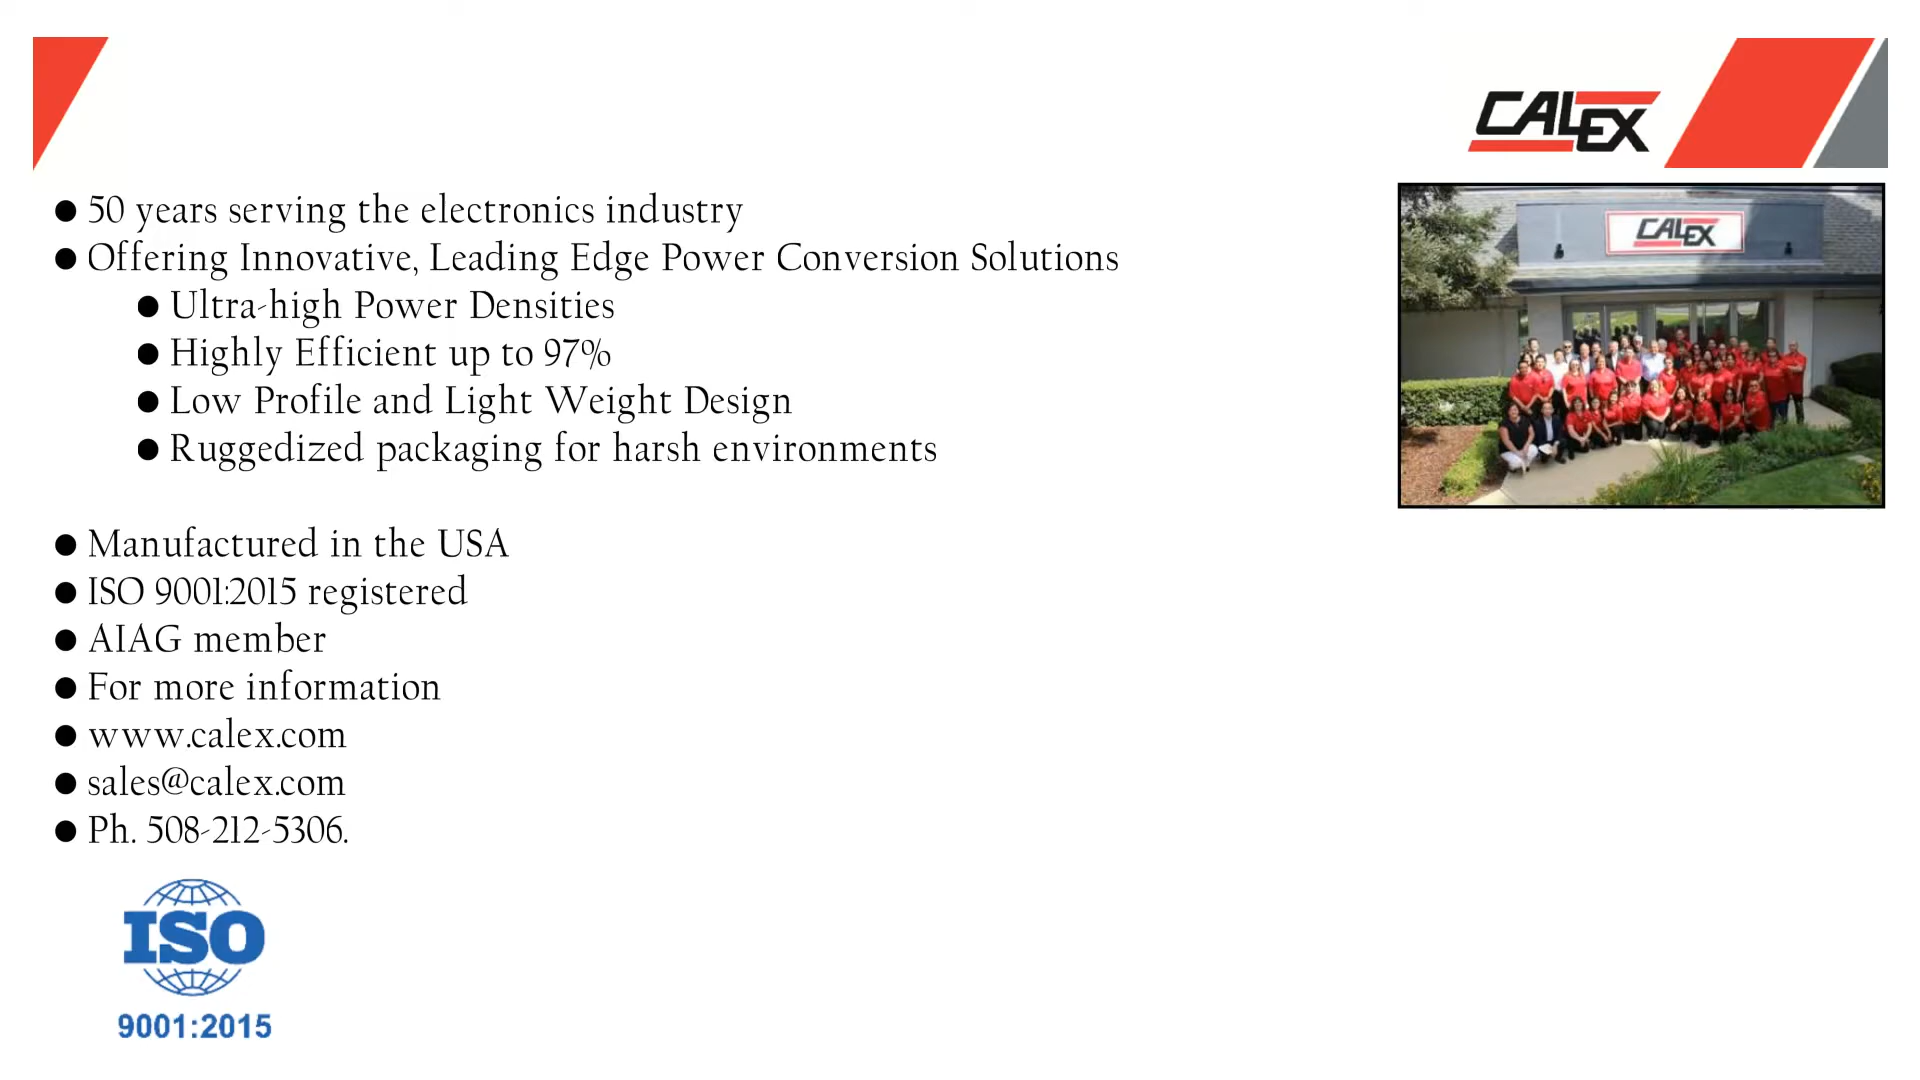 CALEX
● 50 years serving the electronics industry
● Offering Innovative, Leading Edge Power Conversion Solutions
● Ultra-high Power Densities
● Highly Efficient up to 97%
● Low Profile and Light Weight Design
● Ruggedized packaging for harsh environments
CALEX
● Manufactured in the USA
● ISO 9001:2015 registered
● AIAG member
● For more information
● www.calex.com
● sales@calex.com
● Ph. 508-212-5306.
ISO
9001:2015